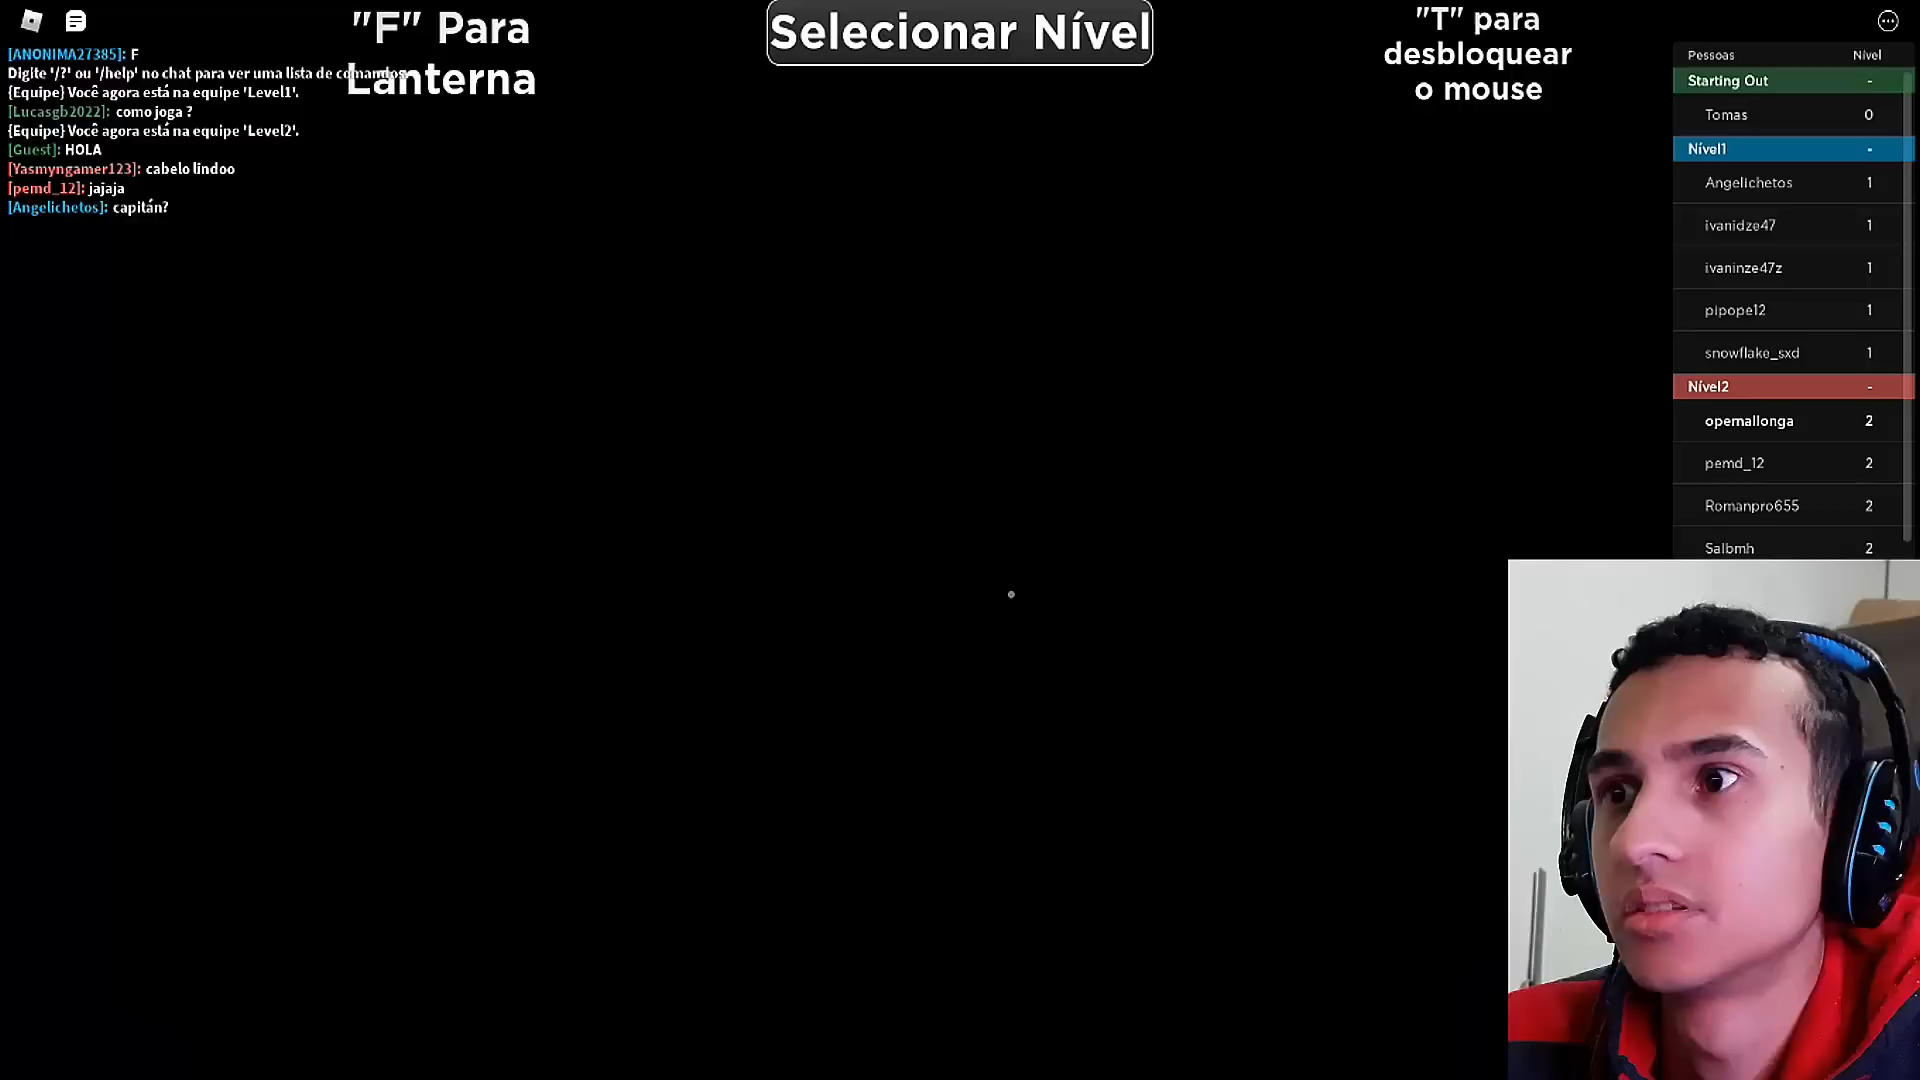 "F" Para
Lanterna
Selecionar Nível
"T" para
desbloquear
o mouse
[ANONIMA27385]: F
Digite '/?' ou '/help' no chat para ver uma lista de comandos.
{Equipe} Você agora está na equipe 'Level1'.
[Lucasgb2022]: como joga ?
{Equipe} Você agora está na equipe 'Level2'.
[Guest]: HOLA
[Yasmyngamer123]: cabelo lindoo
[pemd_12]: jajaja
[Angelichetos]: capitán?
Pessoas Nível
Starting Out -
Tomas 0
Nível1 -
Angelichetos 1
ivanidze47 1
ivaninze47z 1
pipope12 1
snowflake_sxd 1
Nível2 -
opemallonga 2
pemd_12 2
Romanpro655 2
Salbmh 2